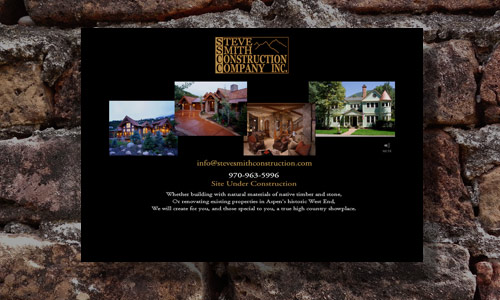 STEVE
SMITH
CONSTRUCTION
COMPANY INC.
info@stevesmithconstruction.com
970-963-5996
Site Under Construction
Whether building with natural materials of native timber and stone,
Or renovating existing properties in Aspen's historic West End,
We will create for you, and those special to you, a true high country showplace.